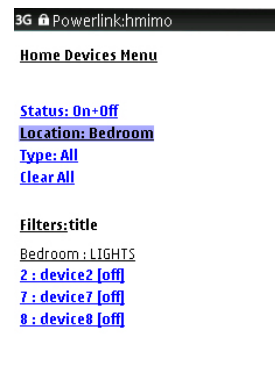 3G Powerlink:hmimo
Home Devices Menu
Status: On+Off
Location: Bedroom
Type: All
Clear All
Filters:title
Bedroom : LIGHTS
2 : device2 [off]
7 : device7 [off]
8 : device8 [off]